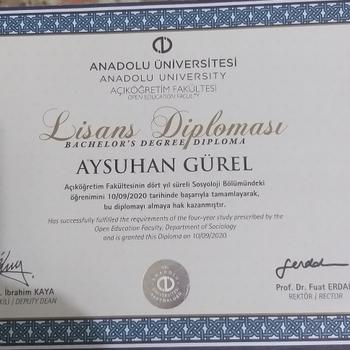 ANADOLU ÜNİVERSİTESİ
ANADOLU UNIVERSITY
AÇIKÖĞRETİM FAKÜLTESİ
OPEN EDUCATION FACULTY
Lisans Diploması
BACHELOR'S DEGREE DIPLOMA
AYSUHAN GÜREL
Açıköğretim Fakültesinin dört yıl süreli Sosyoloji Bölümündeki
öğrenimini 10/09/2020 tarihinde başarıyla tamamlayarak,
bu diplomayı almaya hak kazanmıştır.
Has successfully fulfilled the requirements of the four-year study prescribed by the
Open Education Faculty, Department of Sociology
and is granted this Diploma on 10/09/2020.
İbrahim KAYA
DEPUTY DEAN
Prof. Dr. Fuat ERDAL
REKTÖR / RECTOR